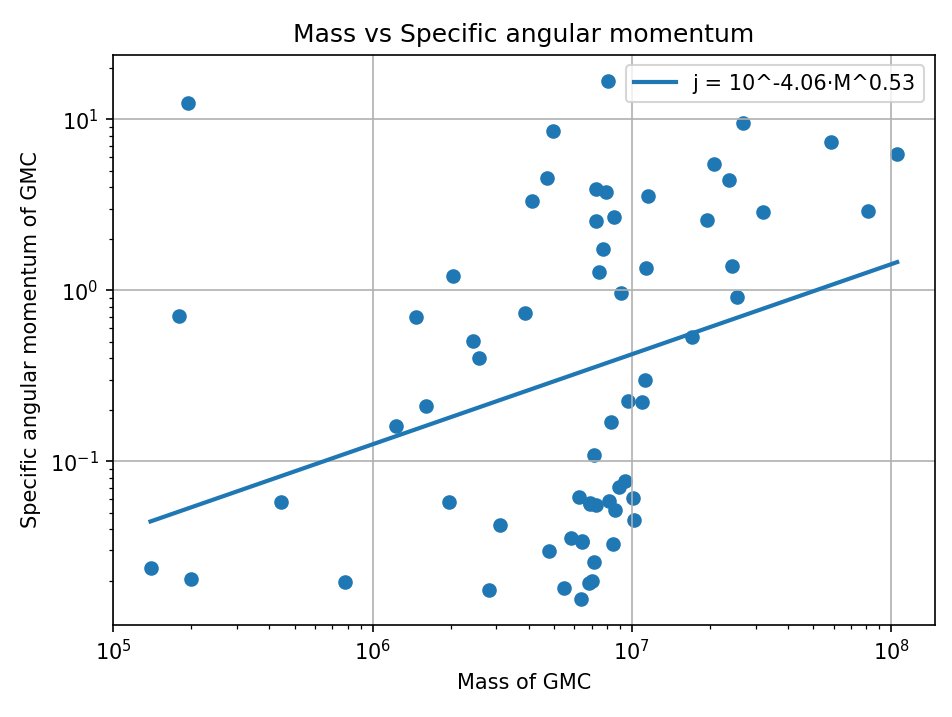 Mass vs Specific angular momentum
j = 10^-4.06·M^0.53
Specific angular momentum of GMC
10^1
10^0
10^-1
10^5
10^6
10^7
10^8
Mass of GMC